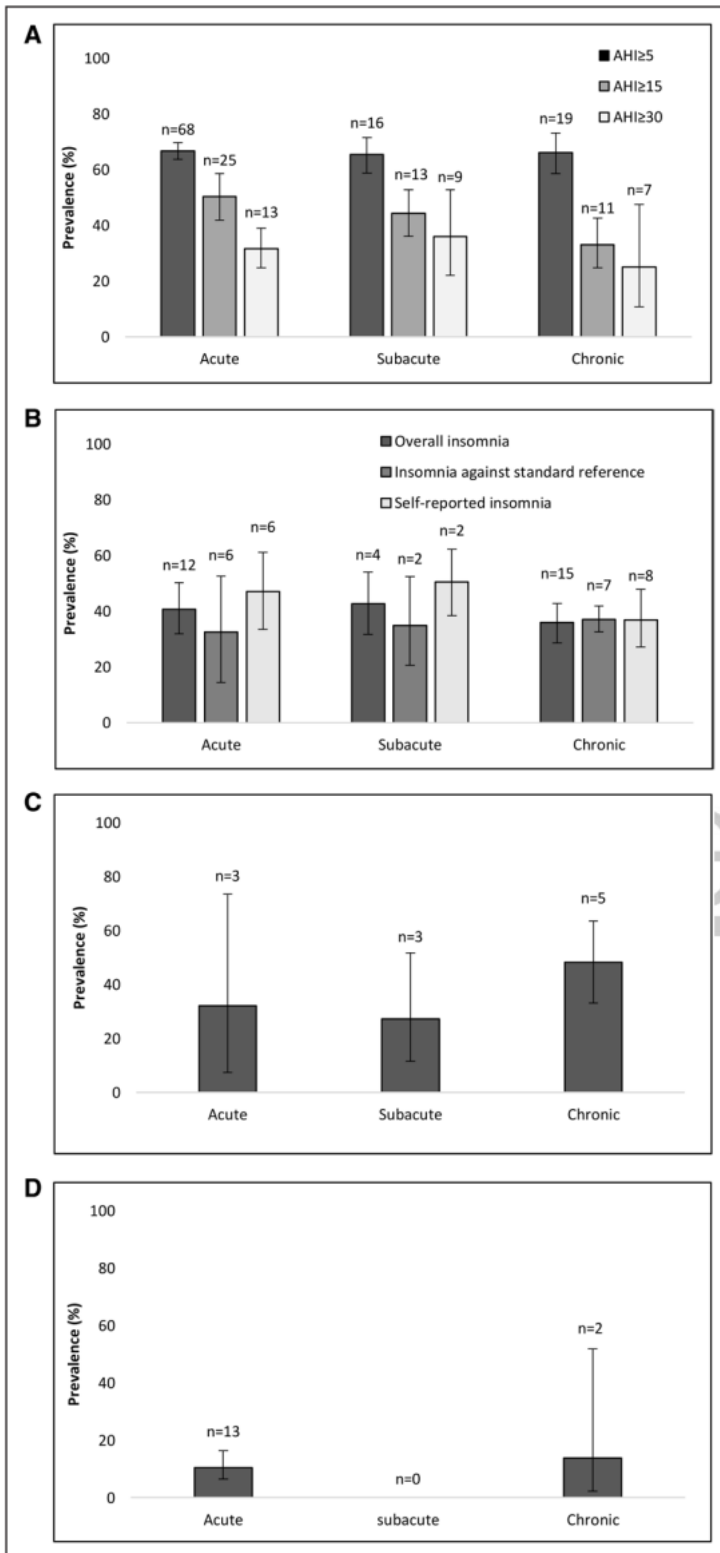 A
100
80
60
40
20
0
Prevalence (%)
AHI≥5
AHI≥15
AHI≥30
n=68
n=25
n=13
n=16
n=13
n=9
n=19
n=11
n=7
Acute
Subacute
Chronic
B
100
80
60
40
20
0
Prevalence (%)
Overall insomnia
Insomnia against standard reference
Self-reported insomnia
n=12
n=6
n=6
n=4
n=2
n=2
n=15
n=7
n=8
Acute
Subacute
Chronic
C
100
80
60
40
20
0
Prevalence (%)
n=3
n=3
n=5
Acute
Subacute
Chronic
D
100
80
60
40
20
0
Prevalence (%)
n=13
n=0
n=2
Acute
subacute
Chronic